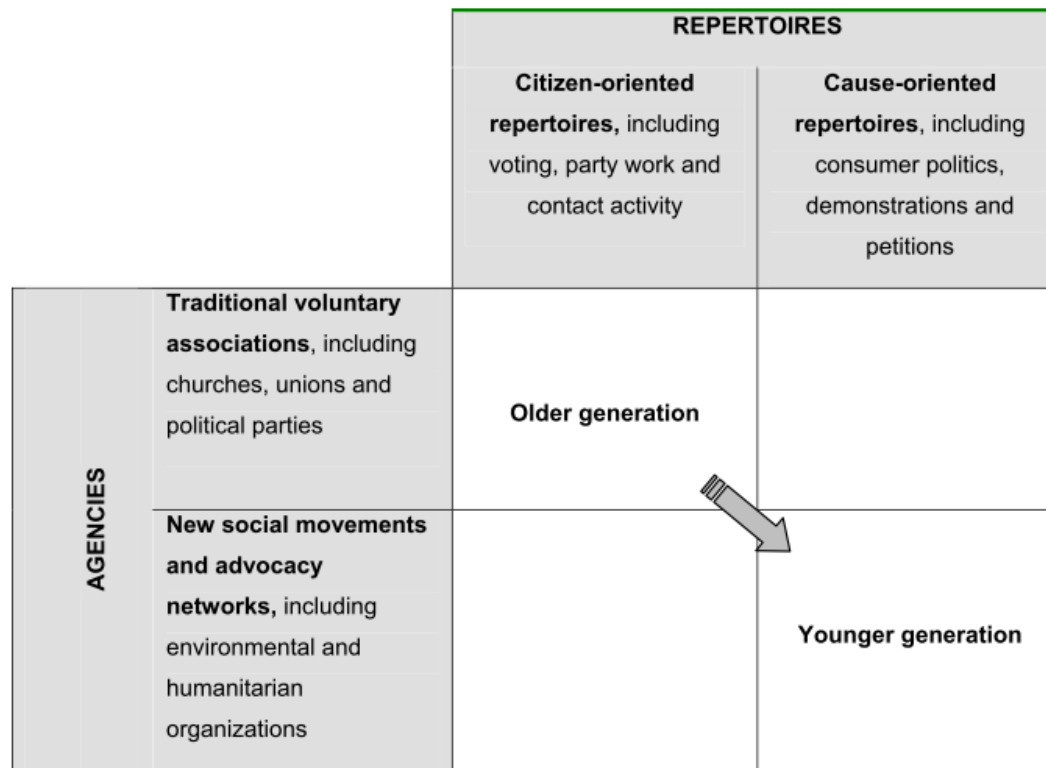 REPERTOIRES
Citizen-oriented
repertoires, including
voting, party work and
contact activity
Cause-oriented
repertoires, including
consumer politics,
demonstrations and
petitions
AGENCIES
Traditional voluntary
associations, including
churches, unions and
political parties
Older generation
New social movements
and advocacy
networks, including
environmental and
humanitarian
organizations
Younger generation